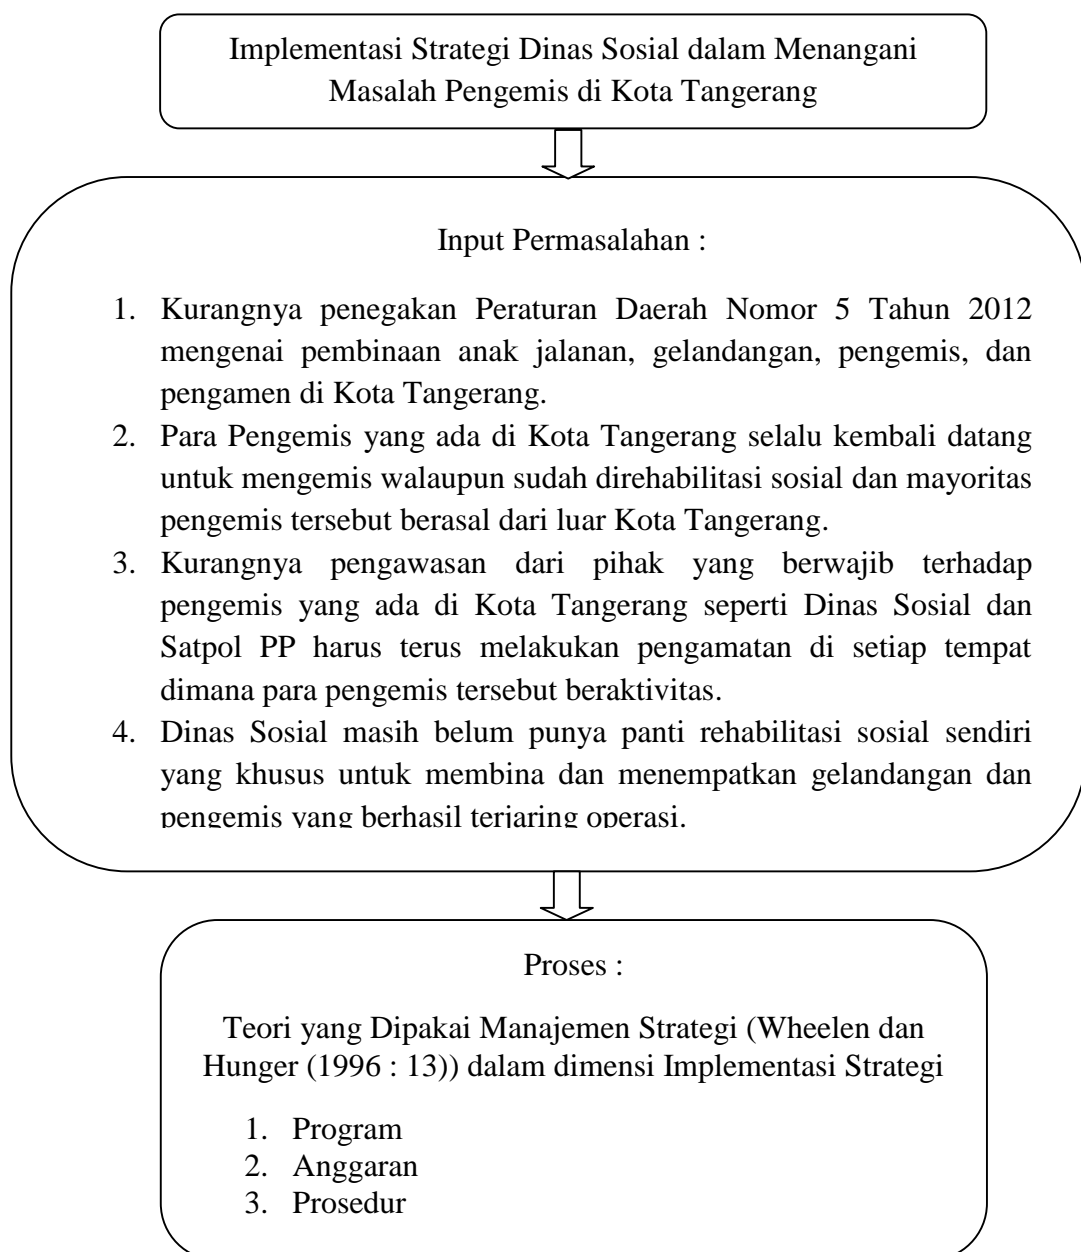 Implementasi Strategi Dinas Sosial dalam Menangani
Masalah Pengemis di Kota Tangerang
Input Permasalahan :
1. Kurangnya penegakan Peraturan Daerah Nomor 5 Tahun 2012
mengenai pembinaan anak jalanan, gelandangan, pengemis, dan
pengamen di Kota Tangerang.
2. Para Pengemis yang ada di Kota Tangerang selalu kembali datang
untuk mengemis walaupun sudah direhabilitasi sosial dan mayoritas
pengemis tersebut berasal dari luar Kota Tangerang.
3. Kurangnya pengawasan dari pihak yang berwajib terhadap
pengemis yang ada di Kota Tangerang seperti Dinas Sosial dan
Satpol PP harus terus melakukan pengamatan di setiap tempat
dimana para pengemis tersebut beraktivitas.
4. Dinas Sosial masih belum punya panti rehabilitasi sosial sendiri
yang khusus untuk membina dan menempatkan gelandangan dan
pengemis yang berhasil terjaring operasi.
Proses :
Teori yang Dipakai Manajemen Strategi (Wheelen dan
Hunger (1996 : 13)) dalam dimensi Implementasi Strategi
1. Program
2. Anggaran
3. Prosedur